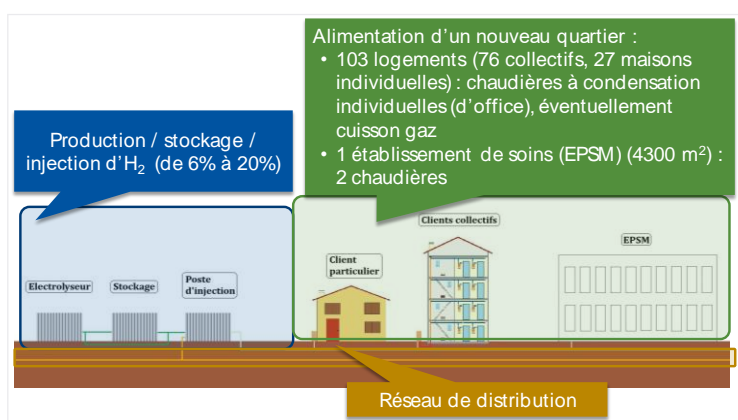 Alimentation d'un nouveau quartier :
• 103 logements (76 collectifs, 27 maisons
individuelles) : chaudières à condensation
individuelles (d'office), éventuellement
cuisson gaz
• 1 établissement de soins (EPSM) (4300 m²) :
2 chaudières
Production / stockage /
injection d'H₂ (de 6% à 20%)
Electrolyseur
Stockage
Poste
d'injection
Client
particulier
Clients collectifs
EPSM
Réseau de distribution